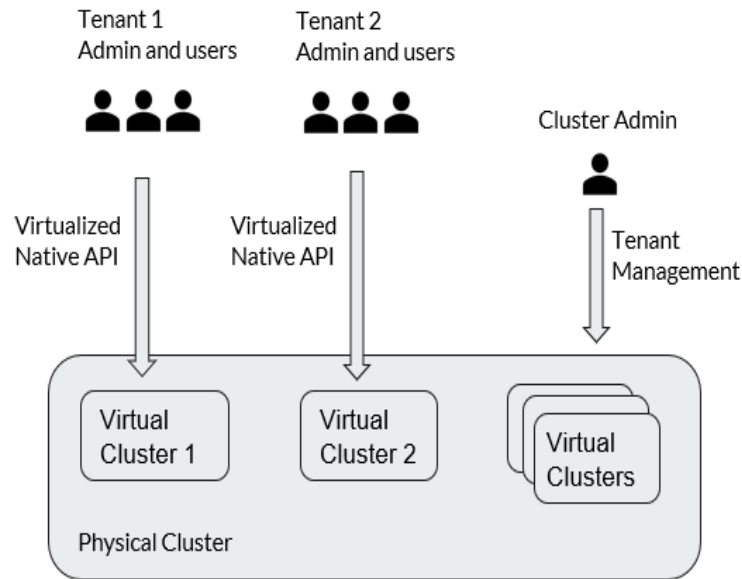 Tenant 1
Admin and users
Tenant 2
Admin and users
Cluster Admin
Virtualized
Native API
Virtualized
Native API
Tenant
Management
Virtual
Cluster 1
Virtual
Cluster 2
Virtual
Clusters
Physical Cluster